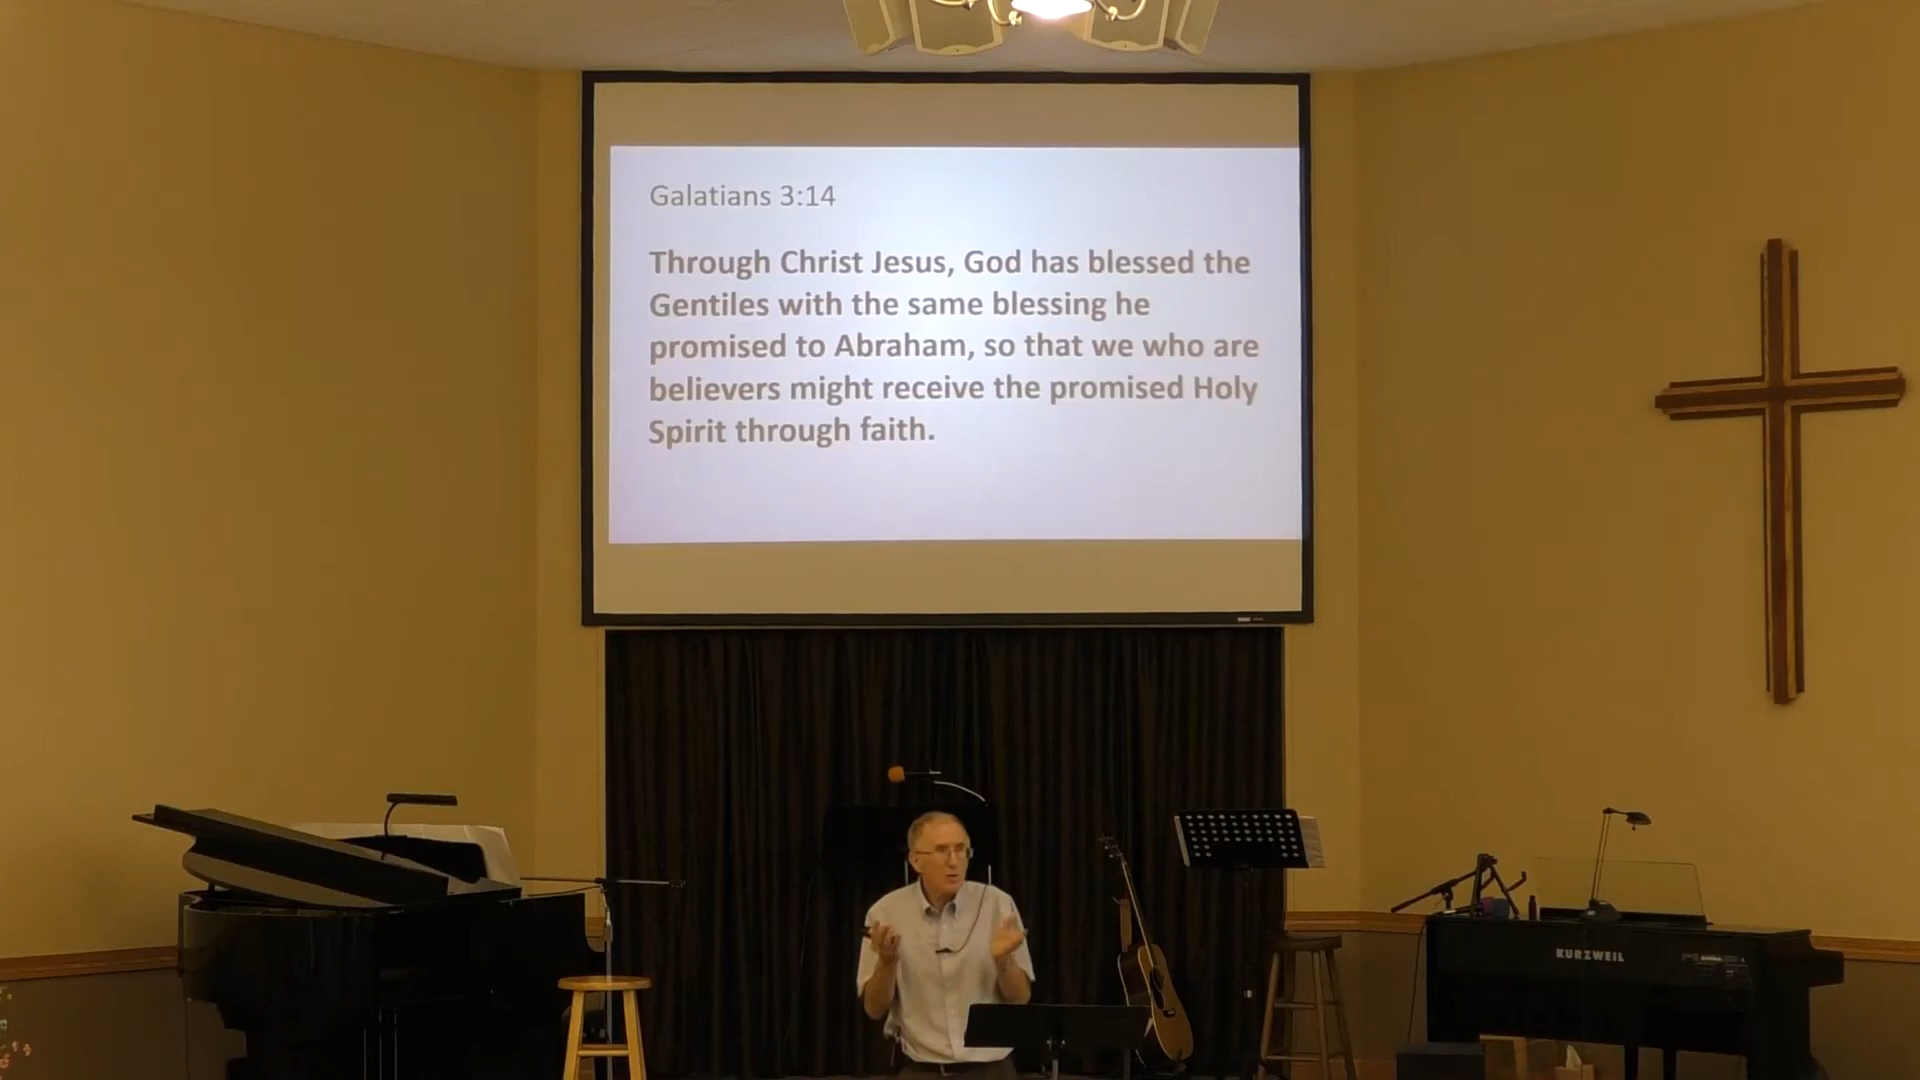 Galatians 3:14
Through Christ Jesus, God has blessed the
Gentiles with the same blessing he
promised to Abraham, so that we who are
believers might receive the promised Holy
Spirit through faith.
KURZWEIL